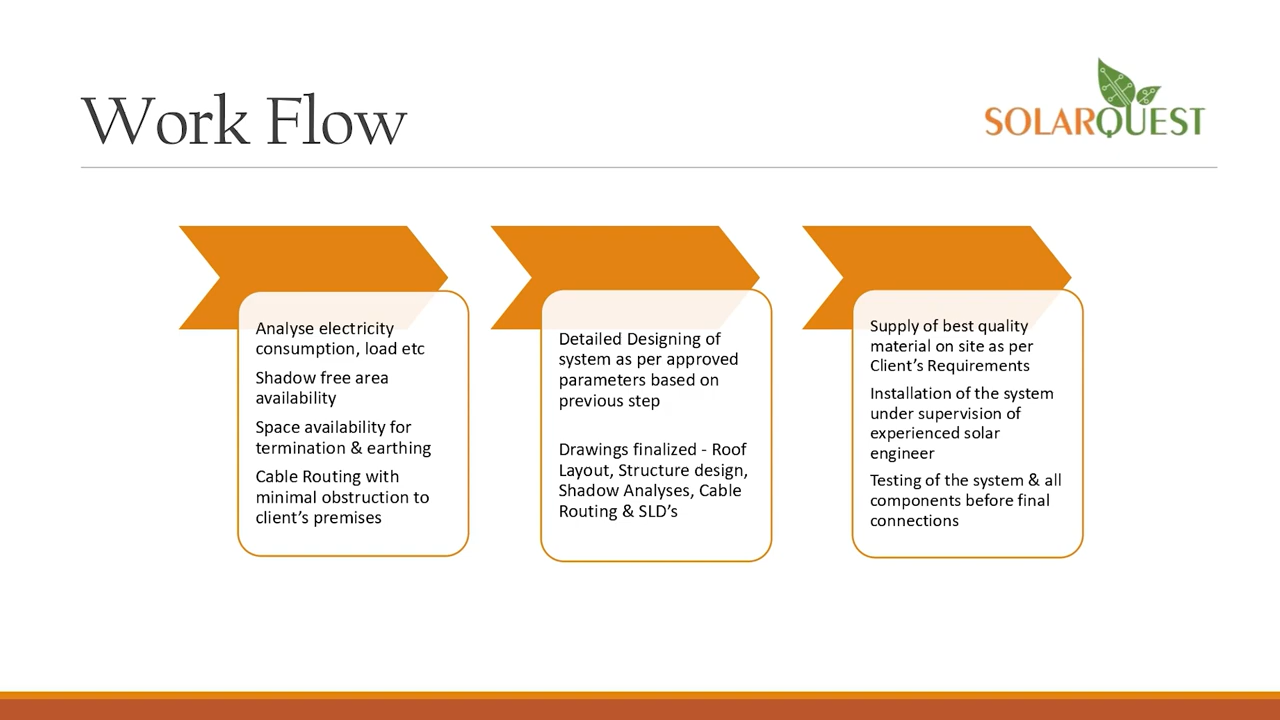 Work Flow
SOLARQUEST
Analyse electricity
consumption, load etc
Shadow free area
availability
Space availability for
termination & earthing
Cable Routing with
minimal obstruction to
client’s premises
Detailed Designing of
system as per approved
parameters based on
previous step
Drawings finalized - Roof
Layout, Structure design,
Shadow Analyses, Cable
Routing & SLD’s
Supply of best quality
material on site as per
Client’s Requirements
Installation of the system
under supervision of
experienced solar
engineer
Testing of the system & all
components before final
connections